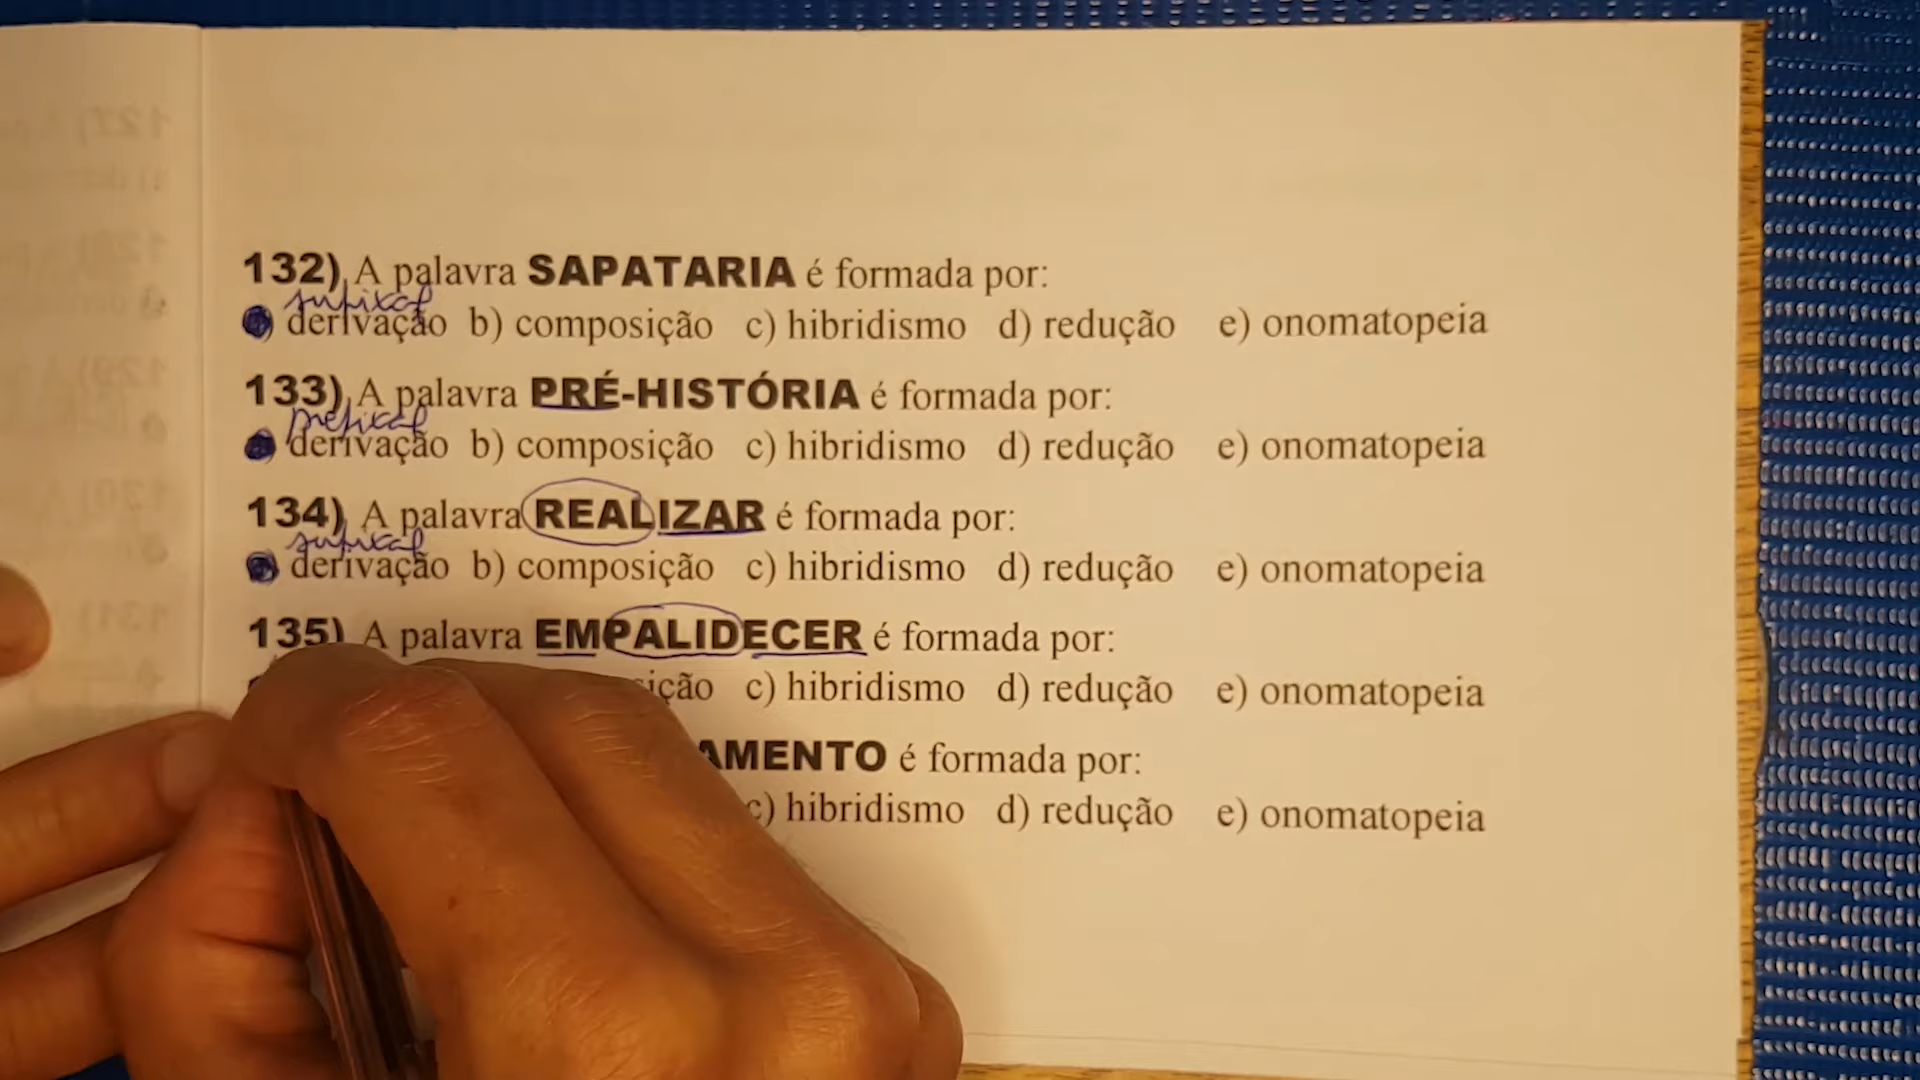 132) A palavra SAPATARIA é formada por:
sufixal
derivação b) composição c) hibridismo d) redução e) onomatopeia
133) A palavra PRÉ-HISTÓRIA é formada por:
prefixal
derivação b) composição c) hibridismo d) redução e) onomatopeia
134) A palavra REALIZAR é formada por:
sufixal
derivação b) composição c) hibridismo d) redução e) onomatopeia
135) A palavra EMPALIDECER é formada por:
ição c) hibridismo d) redução e) onomatopeia
AMENTO é formada por:
c) hibridismo d) redução e) onomatopeia